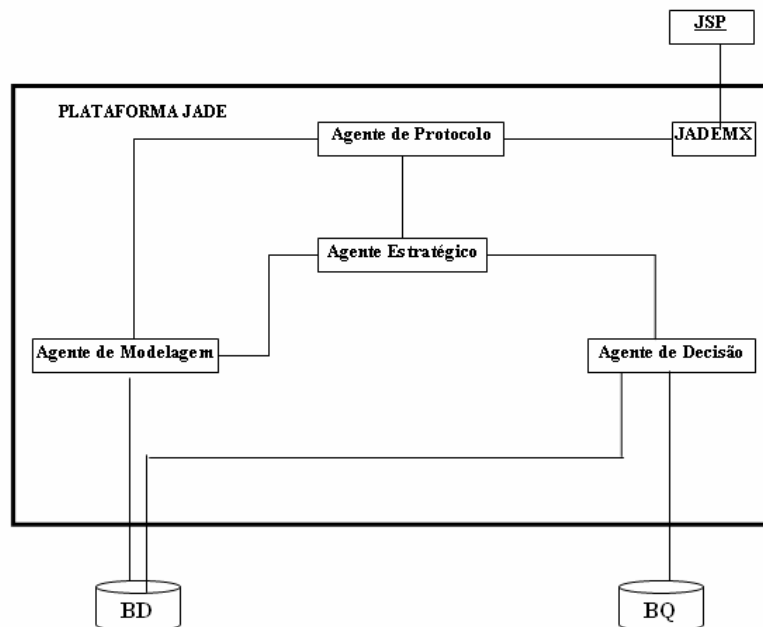 JSP
PLATAFORMA JADE
Agente de Protocolo
JADEMX
Agente Estratégico
Agente de Modelagem
Agente de Decisão
BD
BQ